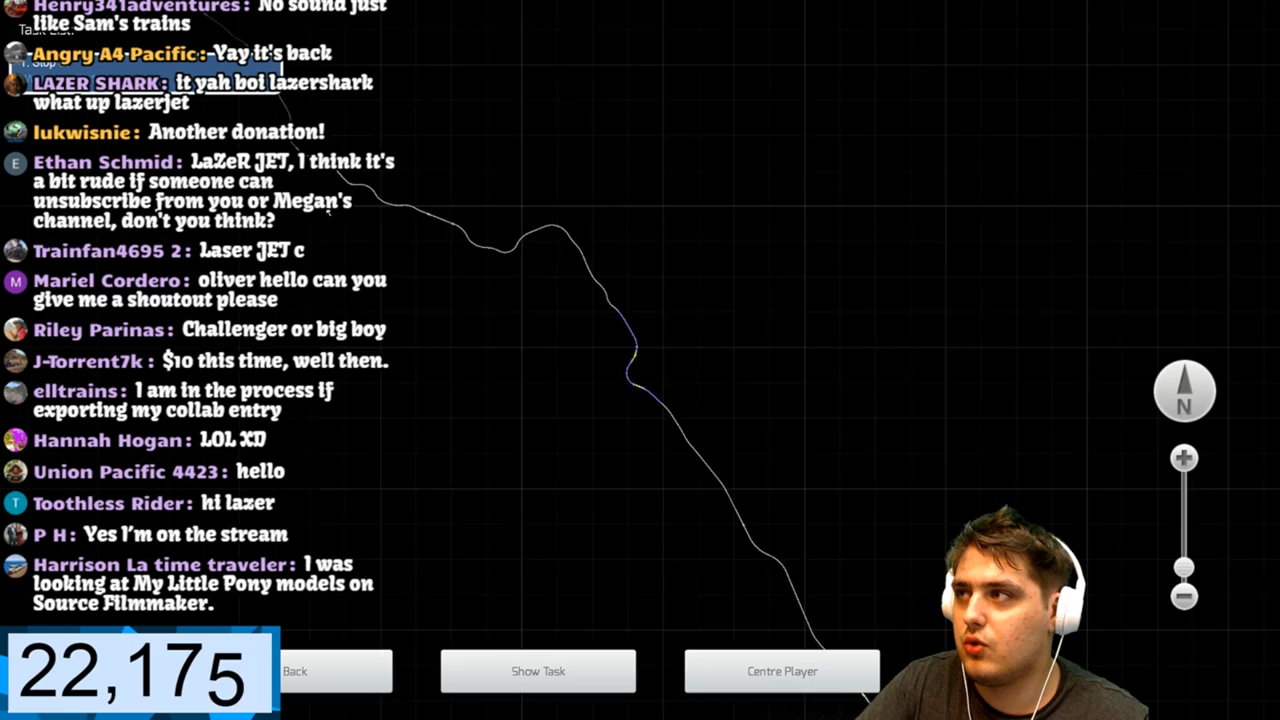 Henry341adventures: No sound just
like Sam's trains
Task List:
Angry A4 Pacific: Yay it's back
1. Stop
LAZER SHARK: it yah boi lazershark
what up lazerjet
lukwisnie: Another donation!
E Ethan Schmid: LaZeR JET, I think it's
a bit rude if someone can
unsubscribe from you or Megan's
channel, don't you think?
Trainfan4695 2: Laser JET c
M Mariel Cordero: oliver hello can you
give me a shoutout please
Riley Parinas: Challenger or big boy
J-Torrent7k: $10 this time, well then.
elltrains: I am in the process if
exporting my collab entry
Hannah Hogan: LOL XD
Union Pacific 4423: hello
T Toothless Rider: hi lazer
P H: Yes I'm on the stream
Harrison La time traveler: I was
looking at My Little Pony models on
Source Filmmaker.
N
22,175
Back
Show Task
Centre Player